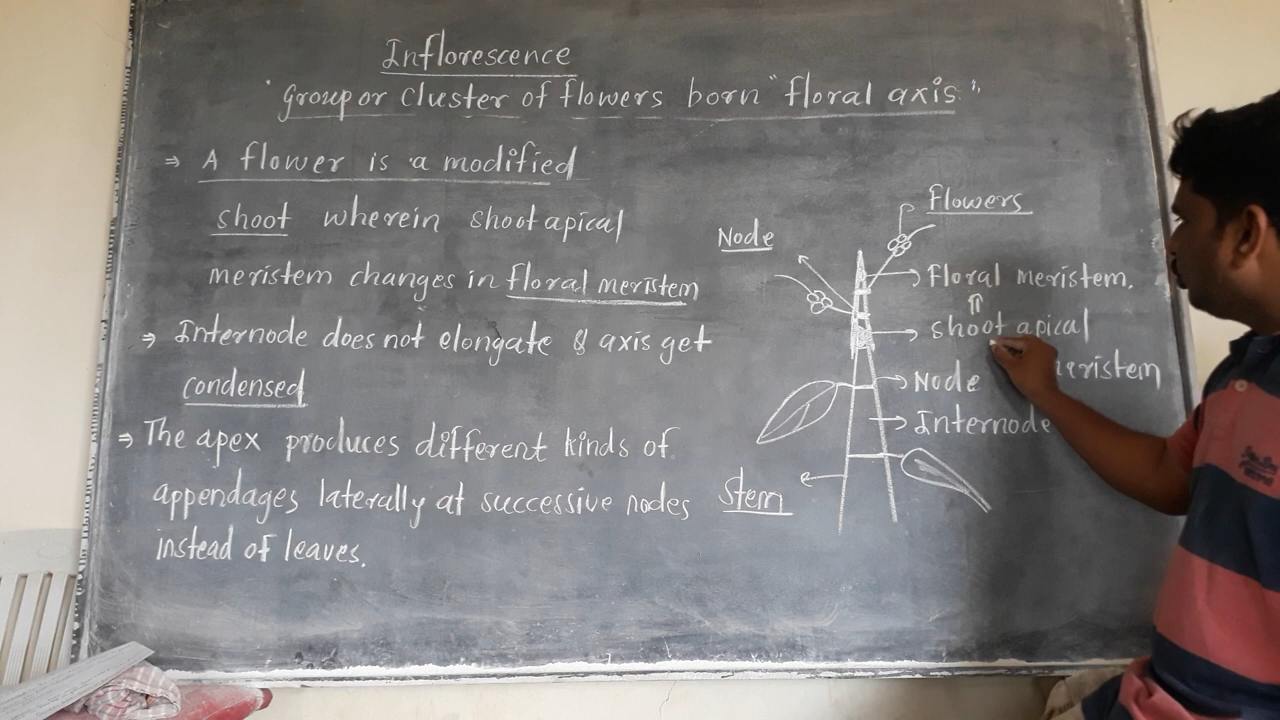 Inflorescence
"Group or cluster of flowers born "floral axis"
⇒ A flower is a modified
shoot wherein shoot apical
meristem changes in floral meristem
⇒ Internode does not elongate & axis get
condensed
⇒ The apex produces different kinds of
appendages laterally at successive nodes
instead of leaves.
Flowers
Node
Floral meristem.
⇑
shoot apical
meristem
Node
Internode
Stem